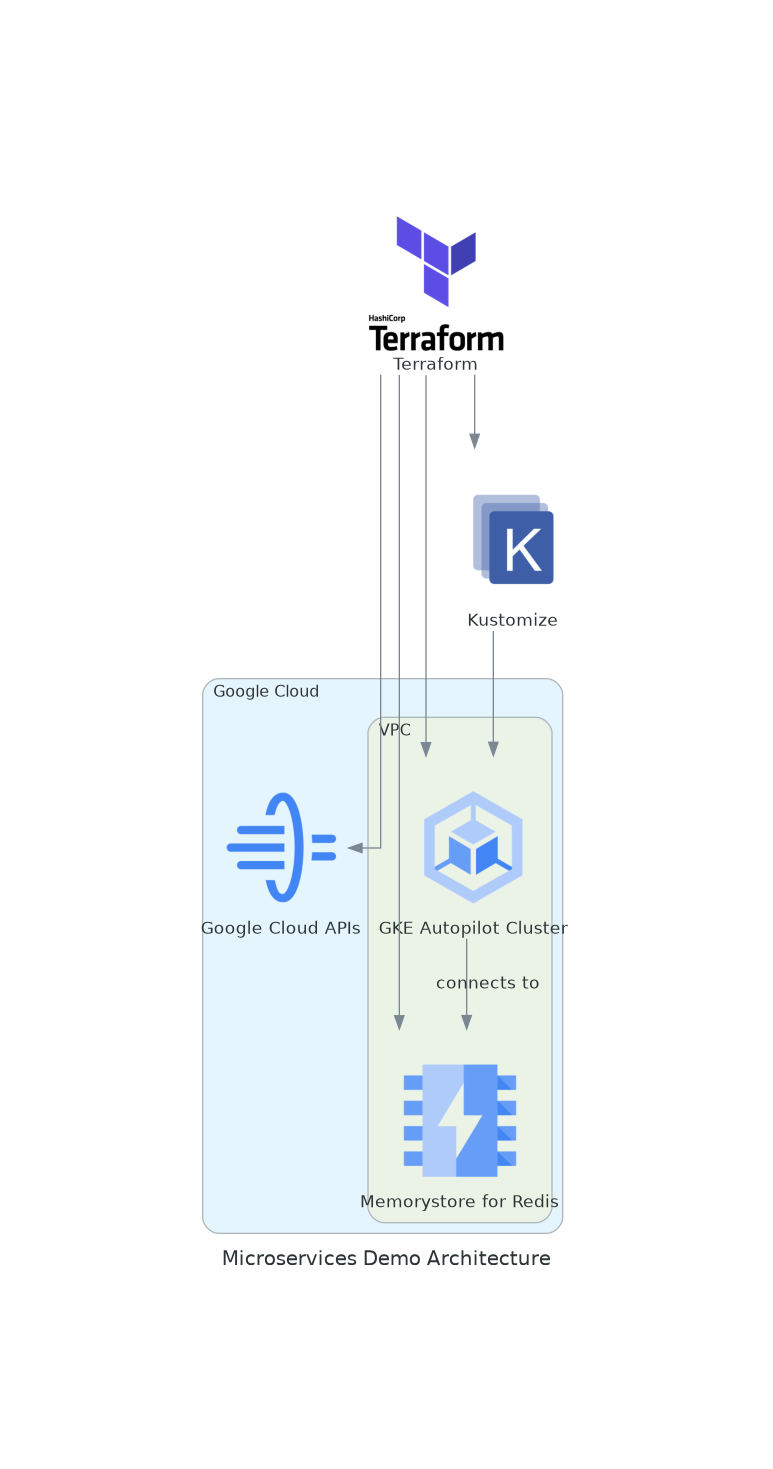 HashiCorp
Terraform
Terraform
K
Kustomize
Google Cloud
VPC
Google Cloud APIs
GKE Autopilot Cluster
connects to
Memorystore for Redis
Microservices Demo Architecture